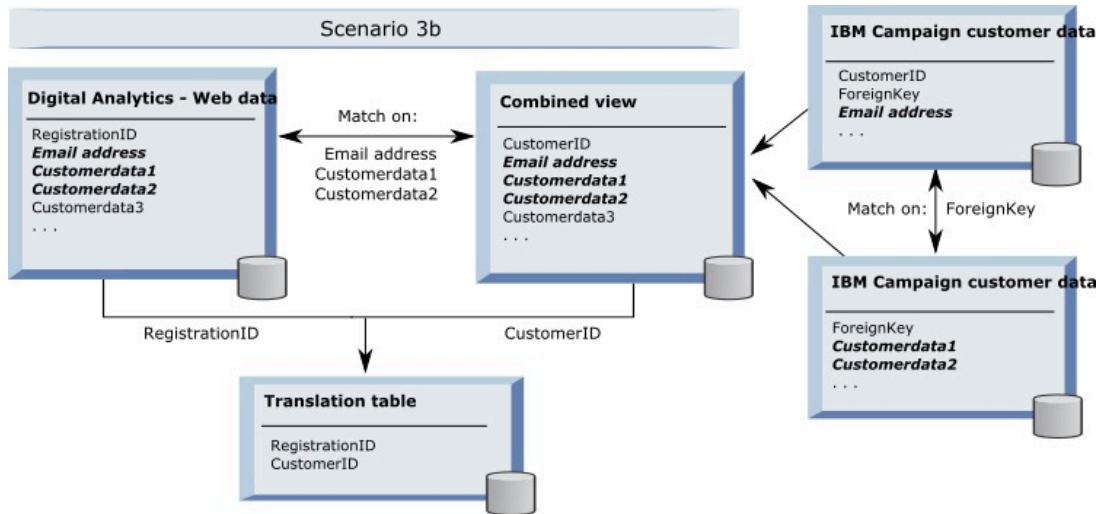 Scenario 3b
Digital Analytics - Web data
RegistrationID
Email address
Customerdata1
Customerdata2
Customerdata3
. . .
Match on:
Email address
Customerdata1
Customerdata2
Combined view
CustomerID
Email address
Customerdata1
Customerdata2
Customerdata3
. . .
IBM Campaign customer data
CustomerID
ForeignKey
Email address
. . .
Match on: ForeignKey
IBM Campaign customer data
ForeignKey
Customerdata1
Customerdata2
. . .
RegistrationID
CustomerID
Translation table
RegistrationID
CustomerID